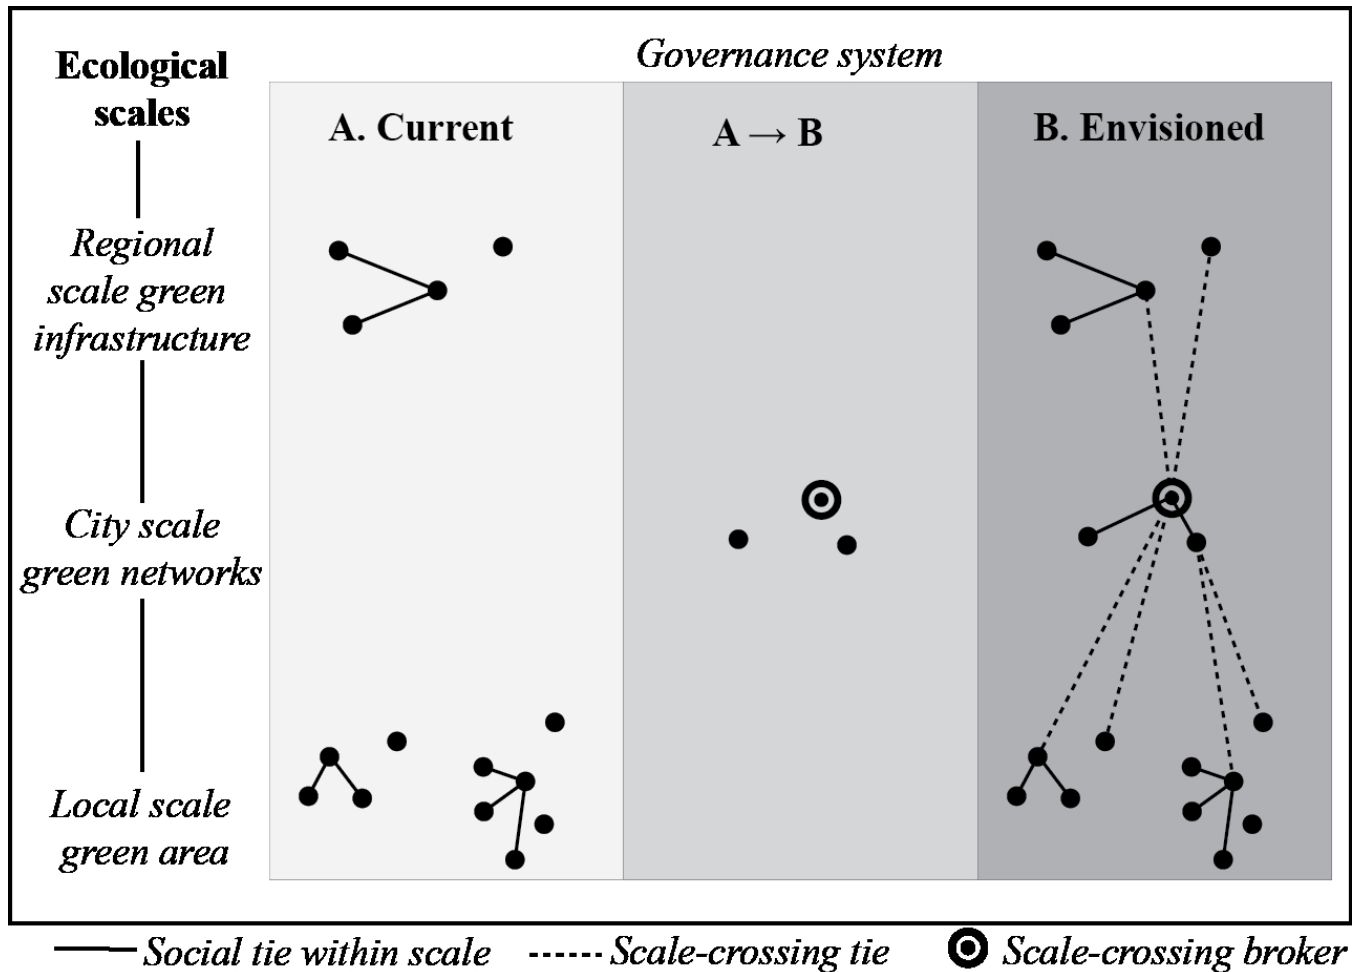 Governance system
Ecological
scales
A. Current
A → B
B. Envisioned
Regional
scale green
infrastructure
City scale
green networks
Local scale
green area
Social tie within scale
Scale-crossing tie
Scale-crossing broker